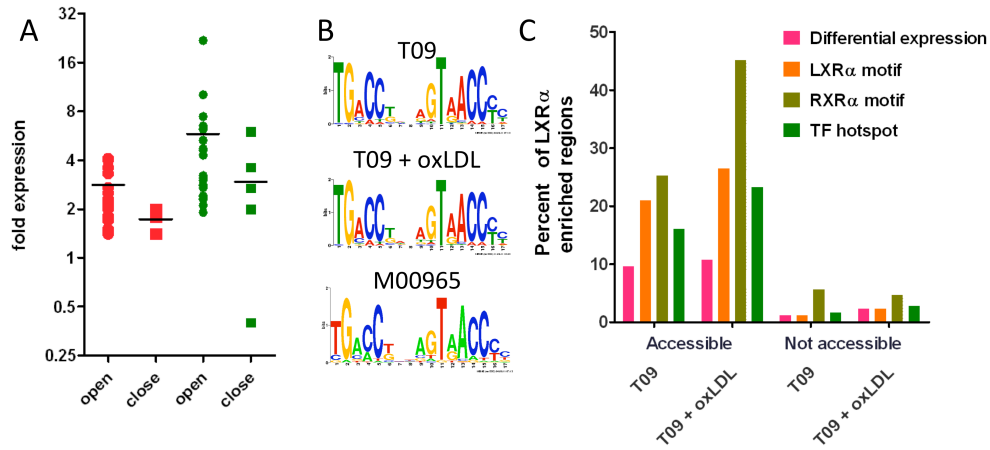 A
32
16
8
4
2
1
0.5
0.25
fold expression
open
close
open
close
B
T09
T09 + oxLDL
M00965
C
Percent of LXRα
enriched regions
50
40
30
20
10
0
Differential expression
LXRα motif
RXRα motif
TF hotspot
Accessible
Not accessible
T09
T09 + oxLDL
T09
T09 + oxLDL